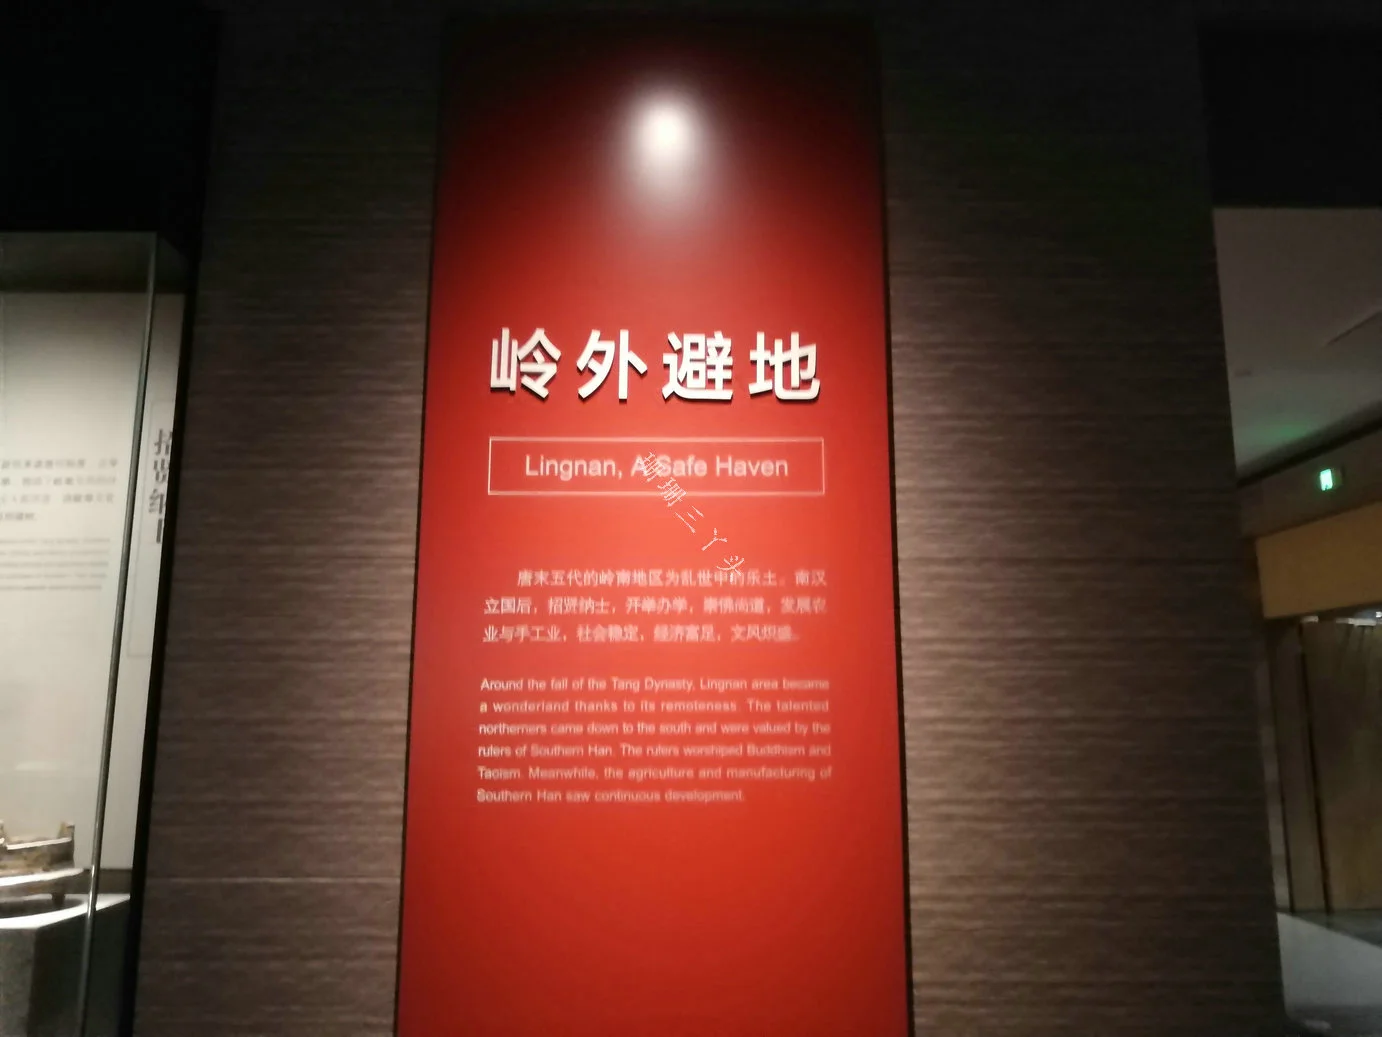 岭外避地
Lingnan, A Safe Haven
珊珊三丫头
唐末五代的岭南地区为乱世中的乐土。南汉
立国后，招贤纳士，开举办学，崇佛尚道，发展农
业与手工业，社会稳定，经济富足，文风炽盛。
Around the fall of the Tang Dynasty, Lingnan area became
a wonderland thanks to its remoteness. The talented
northerners came down to the south and were valued by the
rulers of Southern Han. The rulers worshiped Buddhism and
Taoism. Meanwhile, the agriculture and manufacturing of
Southern Han saw continuous development.